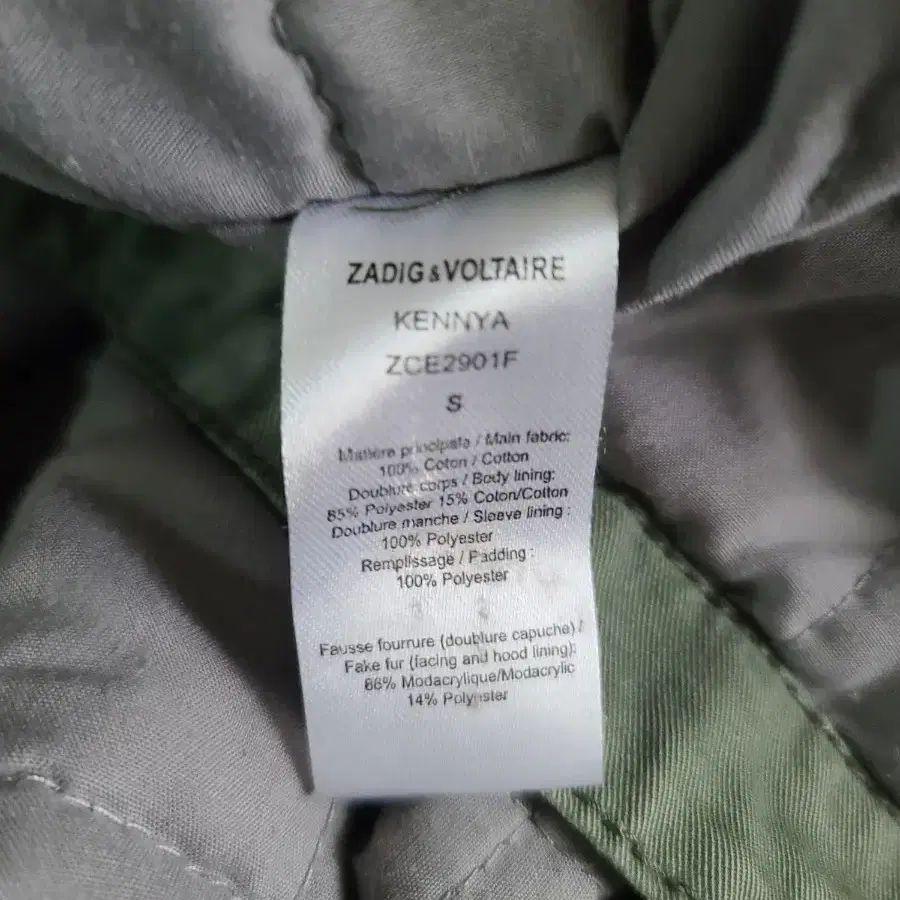 ZADIG&VOLTAIRE
KENNYA
ZCE2901F
S
Matière principale / Main fabric:
100% Coton / Cotton
Doublure corps / Body lining:
85% Polyester 15% Coton/Cotton
Doublure manche / Sleeve lining :
100% Polyester
Remplissage / Padding :
100% Polyester
Fausse fourrure (doublure capuche) /
Fake fur (facing and hood lining):
86% Modacrylique/Modacrylic
14% Polyester